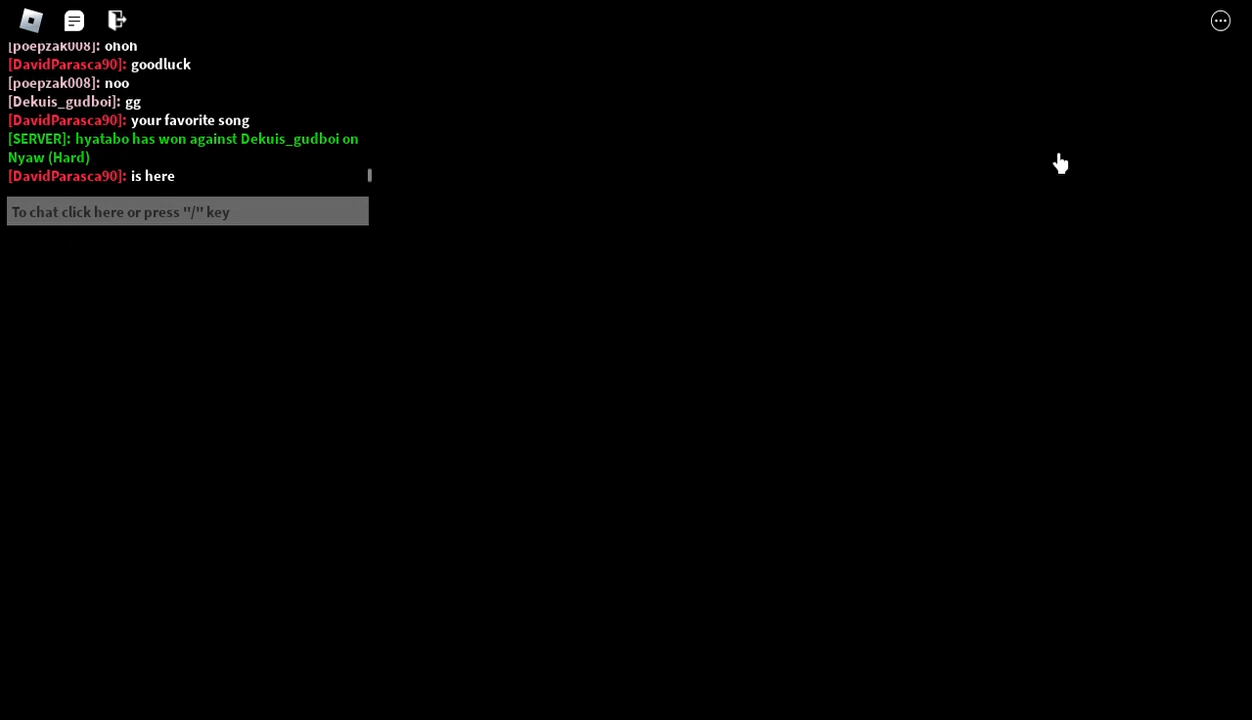 [poepzak008]: ohoh
[DavidParasca90]: goodluck
[poepzak008]: noo
[Dekuis_gudboi]: gg
[DavidParasca90]: your favorite song
[SERVER]: hyatabo has won against Dekuis_gudboi on
Nyaw (Hard)
[DavidParasca90]: is here
To chat click here or press "/" key